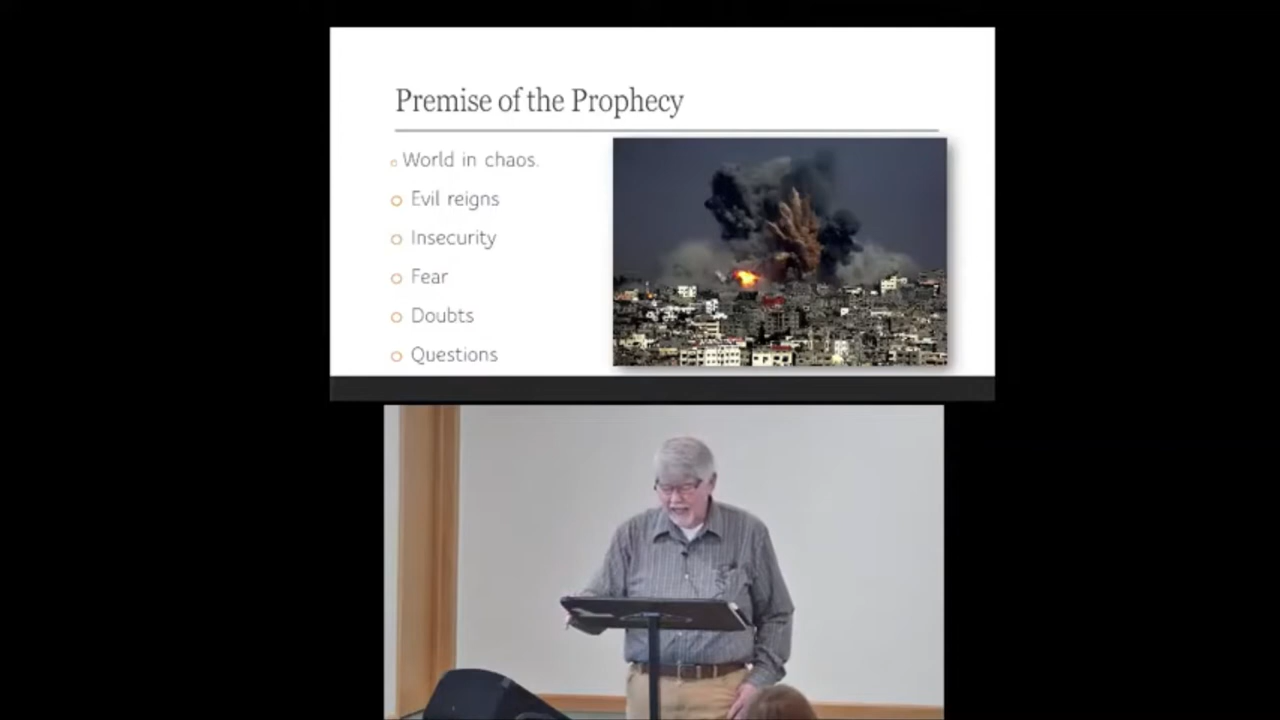 Premise of the Prophecy
World in chaos.
Evil reigns
Insecurity
Fear
Doubts
Questions